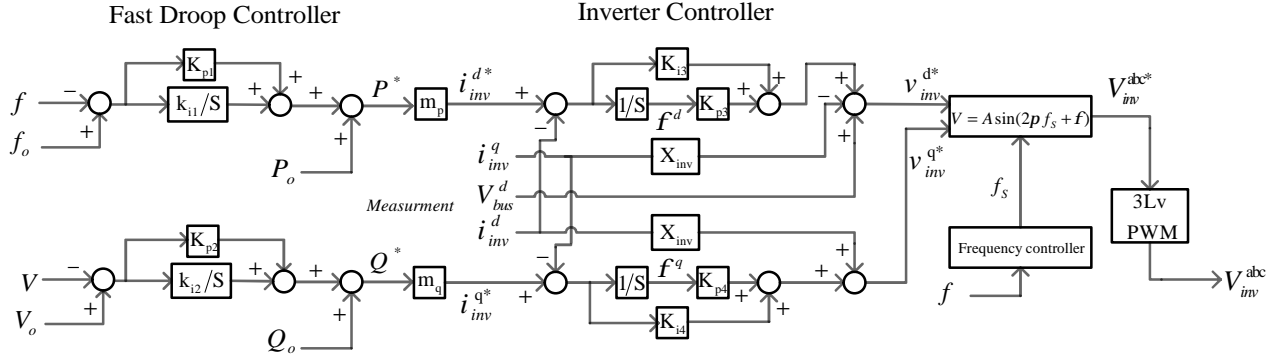 Fast Droop Controller
Inverter Controller
K_p1
k_i1/S
f
f_o
− + + + + +
P^*
P_o
m_p
i_inv^d*
+ −
K_i3
1/S
f^d
K_p3
+ + + − +
v_inv^d*
i_inv^q
X_inv
V_bus^d
Measurment
i_inv^d
X_inv
v_inv^q*
V = A sin(2p f_S + f)
V_inv^abc*
f_S
Frequency controller
f
3Lv
PWM
V_inv^abc
K_p2
k_i2/S
V
V_o
− + + + + +
Q^*
Q_o
m_q
i_inv^q*
− +
1/S
f^q
K_p4
K_i4
+ + + +